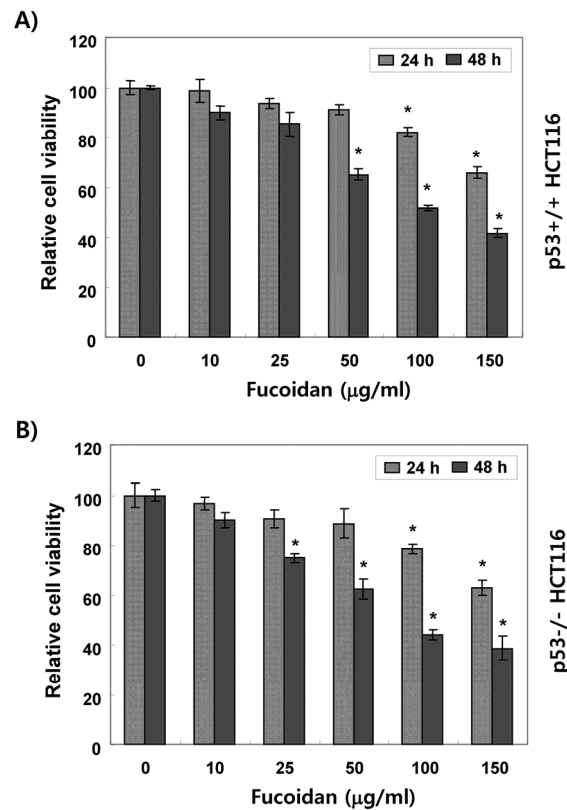 A)
120
24 h 48 h
100
*
80
*
*
60
*
*
40
20
0
Relative cell viability
p53+/+ HCT116
0 10 25 50 100 150
Fucoidan (μg/ml)
B)
120
24 h 48 h
100
*
80
*
*
*
60
*
*
40
20
0
Relative cell viability
p53-/- HCT116
0 10 25 50 100 150
Fucoidan (μg/ml)